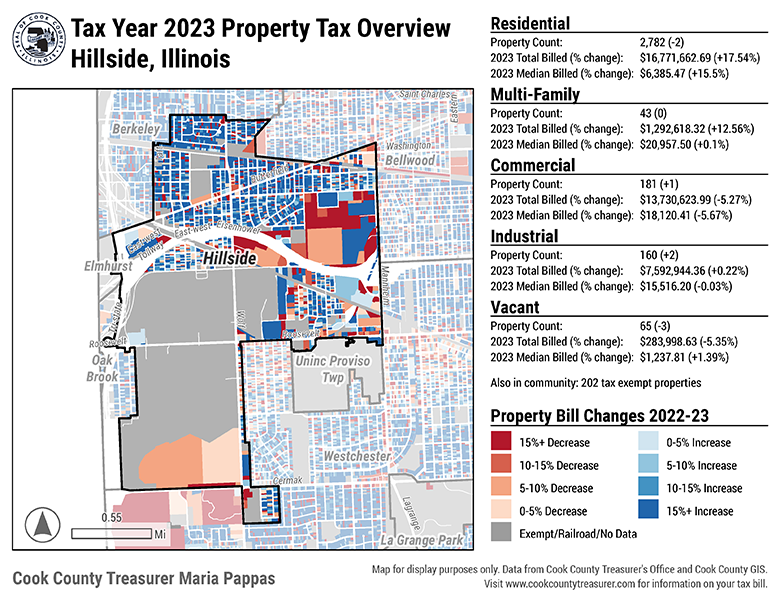 SEAL OF COOK COUNTY
ILLINOIS
Tax Year 2023 Property Tax Overview
Hillside, Illinois
Saint Charles
Eastern
Berkeley
Washington
Bellwood
East-west
Eisenhower
East-west
Tollway
Hillside
Elmhurst
Mannheim
Wolf
Roosevelt
Roosevelt
Oak
Brook
Uninc Proviso
Twp
Westchester
Cermak
Lagrange
La Grange Park
0.55
Mi
Residential
Property Count: 2,782 (-2)
2023 Total Billed (% change): $16,771,662.69 (+17.54%)
2023 Median Billed (% change): $6,385.47 (+15.5%)
Multi-Family
Property Count: 43 (0)
2023 Total Billed (% change): $1,292,618.32 (+12.56%)
2023 Median Billed (% change): $20,957.50 (+0.1%)
Commercial
Property Count: 181 (+1)
2023 Total Billed (% change): $13,730,623.99 (-5.27%)
2023 Median Billed (% change): $18,120.41 (-5.67%)
Industrial
Property Count: 160 (+2)
2023 Total Billed (% change): $7,592,944.36 (+0.22%)
2023 Median Billed (% change): $15,516.20 (-0.03%)
Vacant
Property Count: 65 (-3)
2023 Total Billed (% change): $283,998.63 (-5.35%)
2023 Median Billed (% change): $1,237.81 (+1.39%)
Also in community: 202 tax exempt properties
Property Bill Changes 2022-23
15%+ Decrease
0-5% Increase
10-15% Decrease
5-10% Increase
5-10% Decrease
10-15% Increase
0-5% Decrease
15%+ Increase
Exempt/Railroad/No Data
Cook County Treasurer Maria Pappas
Map for display purposes only. Data from Cook County Treasurer's Office and Cook County GIS.
Visit www.cookcountytreasurer.com for information on your tax bill.